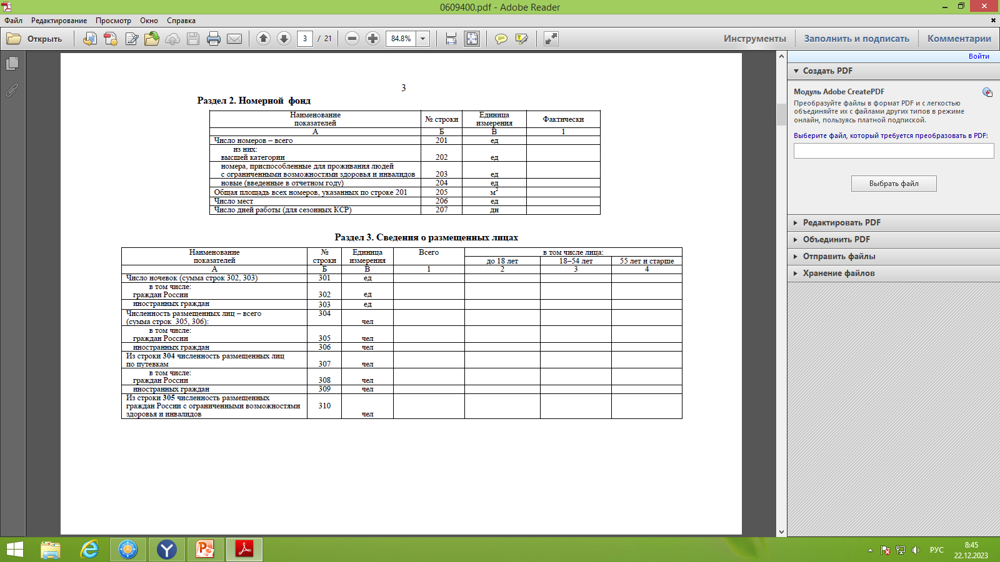 0609400.pdf - Adobe Reader
Файл Редактирование Просмотр Окно Справка
Открыть 3 / 21 84.8% Инструменты Заполнить и подписать Комментарии
Войти
Создать PDF
Модуль Adobe CreatePDF
Преобразуйте файлы в формат PDF и с легкостью
объединяйте их с файлами других типов в режиме
онлайн, пользуясь платной подпиской.
Выберите файл, который требуется преобразовать в PDF:
Выбрать файл
Редактировать PDF
Объединить PDF
Отправить файлы
Хранение файлов
3
Раздел 2. Номерной фонд
Наименование
показателей
№ строки
Единица
измерения
Фактически
А Б В 1
Число номеров – всего 201 ед
из них:
высшей категории 202 ед
номера, приспособленные для проживания людей
с ограниченными возможностями здоровья и инвалидов 203 ед
новые (введенные в отчетном году) 204 ед
Общая площадь всех номеров, указанных по строке 201 205 м²
Число мест 206 ед
Число дней работы (для сезонных КСР) 207 дн
Раздел 3. Сведения о размещенных лицах
Наименование
показателей
№
строки
Единица
измерения
Всего
в том числе лица:
до 18 лет 18–54 лет 55 лет и старше
А Б В 1 2 3 4
Число ночевок (сумма строк 302, 303) 301 ед
в том числе:
граждан России 302 ед
иностранных граждан 303 ед
Численность размещенных лиц – всего 304
(сумма строк 305, 306): чел
в том числе:
граждан России 305 чел
иностранных граждан 306 чел
Из строки 304 численность размещенных лиц
по путевкам 307 чел
в том числе:
граждан России 308 чел
иностранных граждан 309 чел
Из строки 305 численность размещенных
граждан России с ограниченными возможностями 310
здоровья и инвалидов чел
РУС
8:45
22.12.2023